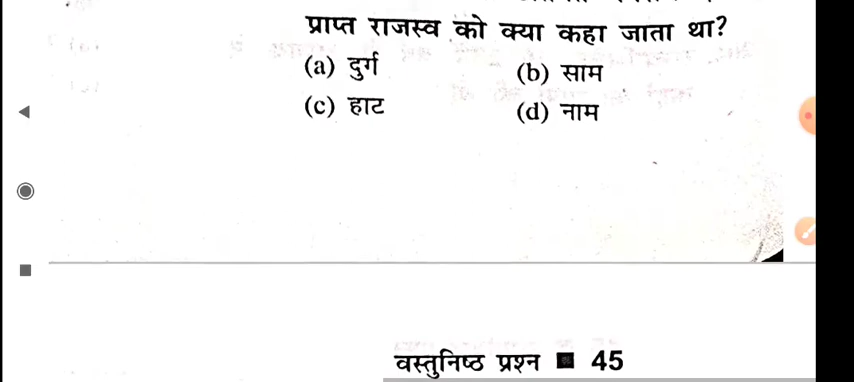 प्राप्त राजस्व को क्या कहा जाता था?
(a) दुर्ग (b) साम
(c) हाट (d) नाम
वस्तुनिष्ठ प्रश्न ■ 45